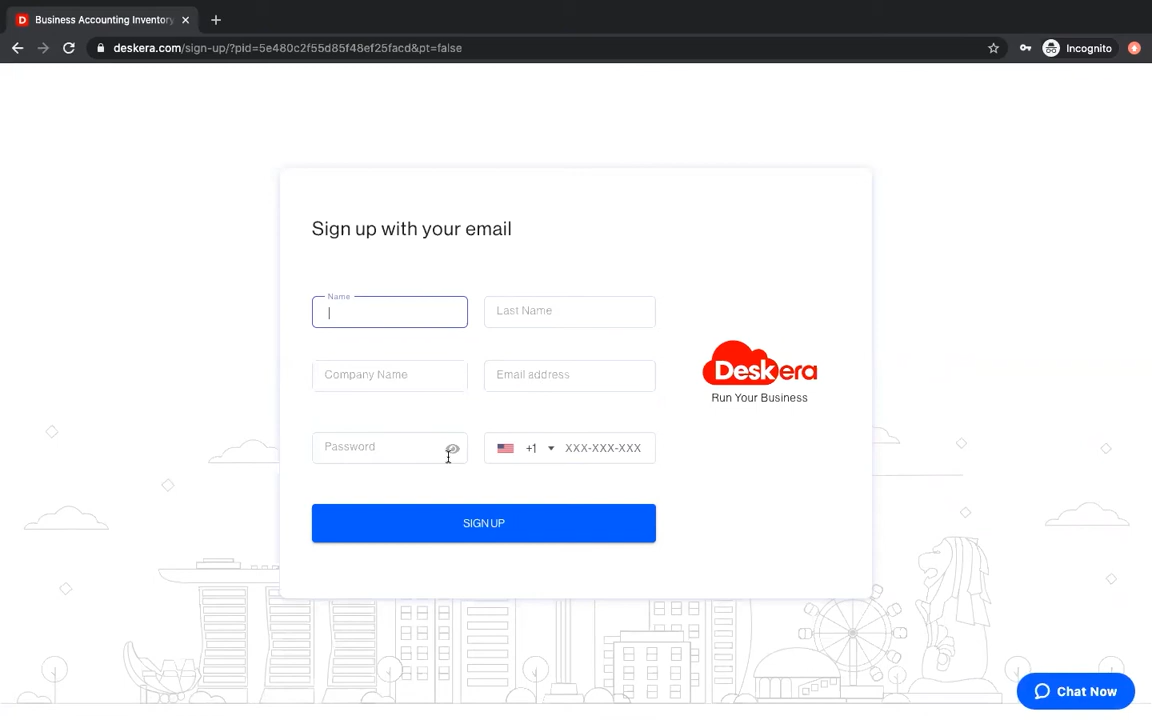 D Business Accounting Inventory
deskera.com/sign-up/?pid=5e480c2f55d85f48ef25facd&pt=false
Incognito
Sign up with your email
Name
Last Name
Company Name
Email address
Password
+1 XXX-XXX-XXX
SIGN UP
Deskera
Run Your Business
Chat Now